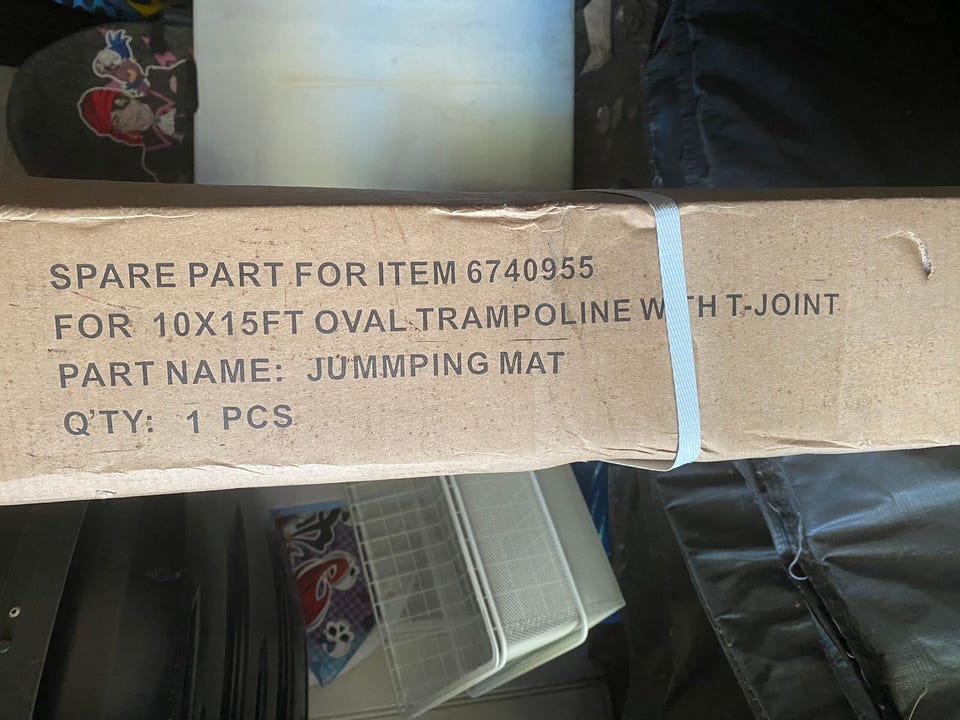 SPARE PART FOR ITEM 6740955
FOR 10X15FT OVAL TRAMPOLINE WITH T-JOINT
PART NAME: JUMMPING MAT
Q'TY: 1 PCS